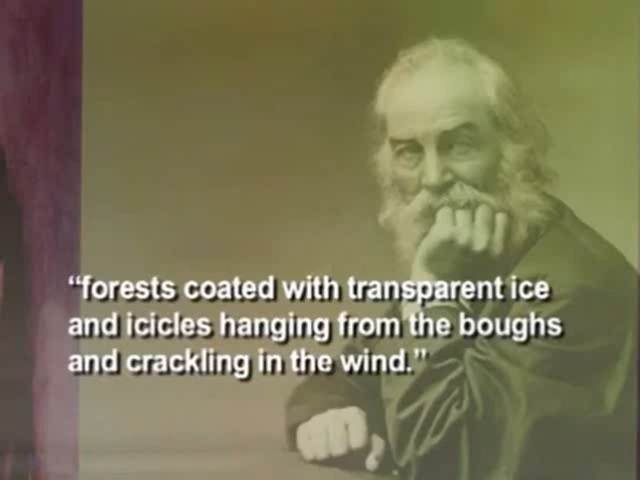 “forests coated with transparent ice
and icicles hanging from the boughs
and crackling in the wind.”